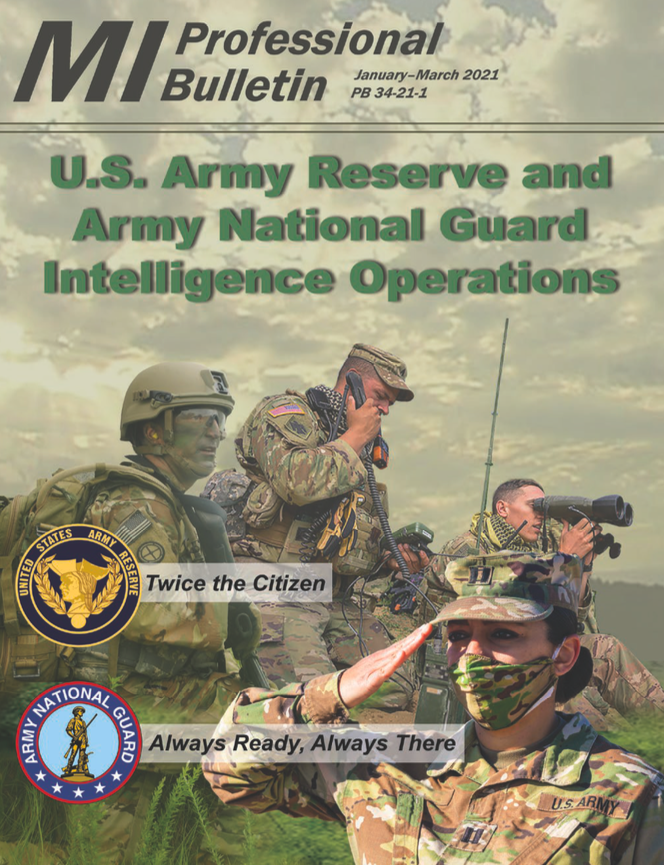 MI Professional
Bulletin
January–March 2021
PB 34-21-1
U.S. Army Reserve and
Army National Guard
Intelligence Operations
UNITED STATES ARMY RESERVE
Twice the Citizen
ARMY NATIONAL GUARD
Always Ready, Always There
U.S. ARMY